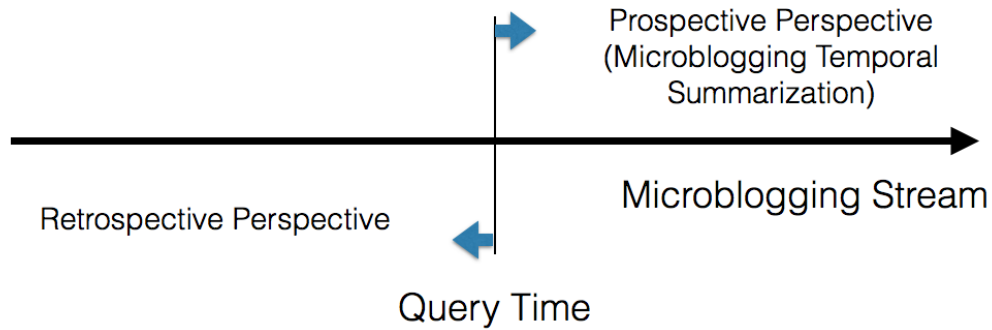 Prospective Perspective
(Microblogging Temporal
Summarization)
Microblogging Stream
Retrospective Perspective
Query Time